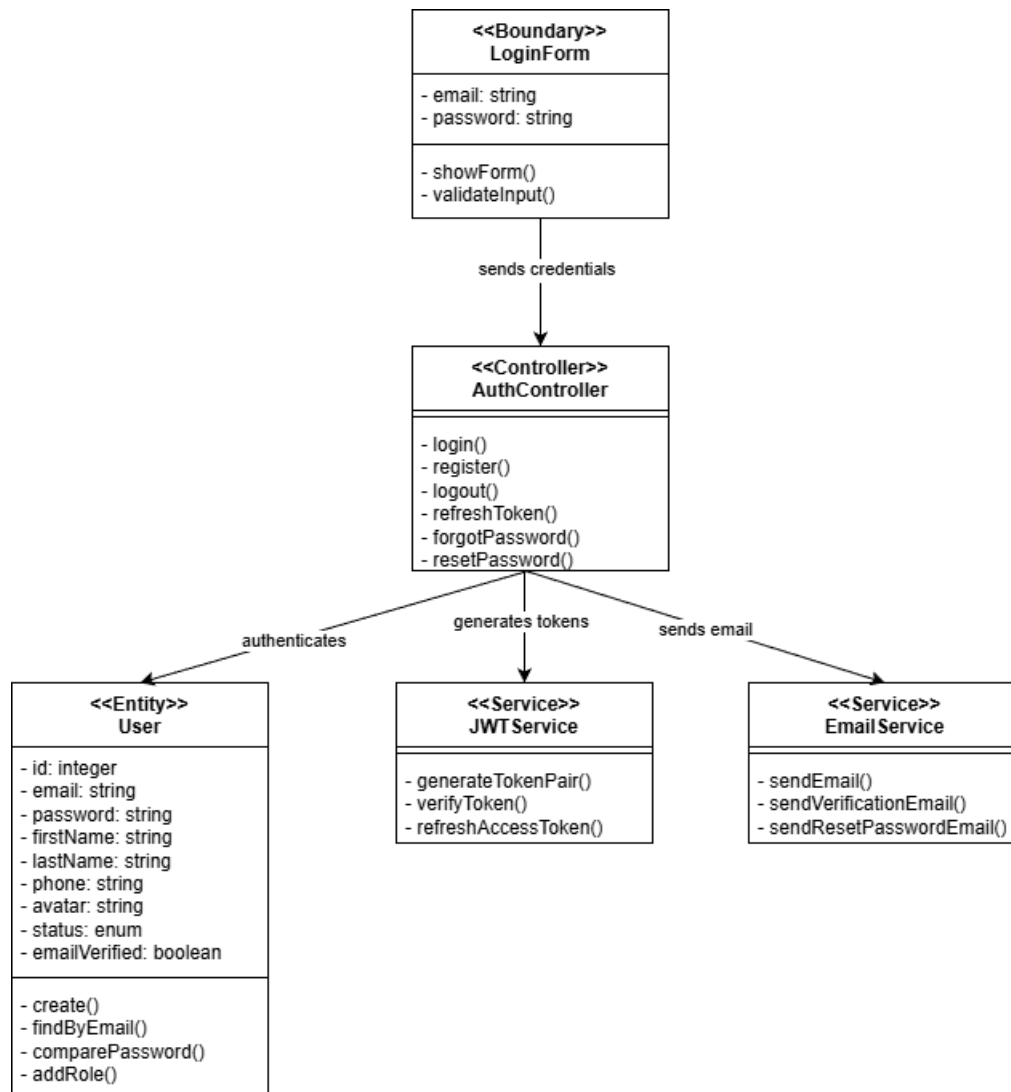 <<Boundary>>
LoginForm
- email: string
- password: string
- showForm()
- validateInput()
sends credentials
<<Controller>>
AuthController
- login()
- register()
- logout()
- refreshToken()
- forgotPassword()
- resetPassword()
authenticates
generates tokens
sends email
<<Entity>>
User
- id: integer
- email: string
- password: string
- firstName: string
- lastName: string
- phone: string
- avatar: string
- status: enum
- emailVerified: boolean
- create()
- findByEmail()
- comparePassword()
- addRole()
<<Service>>
JWTService
- generateTokenPair()
- verifyToken()
- refreshAccessToken()
<<Service>>
EmailService
- sendEmail()
- sendVerificationEmail()
- sendResetPasswordEmail()